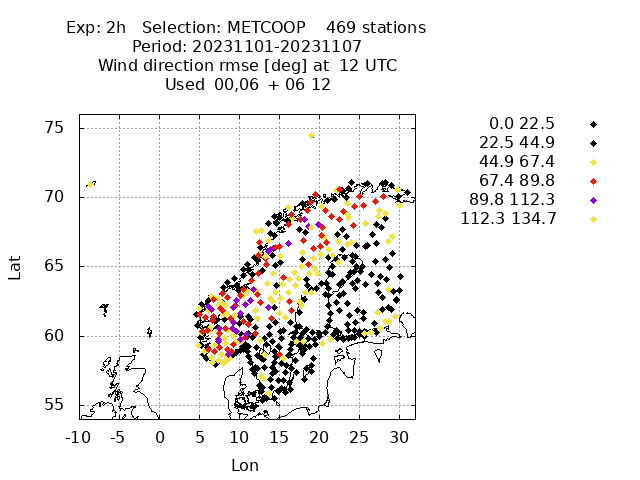 Exp: 2h Selection: METCOOP 469 stations
Period: 20231101-20231107
Wind direction rmse [deg] at 12 UTC
Used 00,06 + 06 12
0.0 22.5
22.5 44.9
44.9 67.4
67.4 89.8
89.8 112.3
112.3 134.7
75
70
65
60
55
Lat
-10 -5 0 5 10 15 20 25 30
Lon